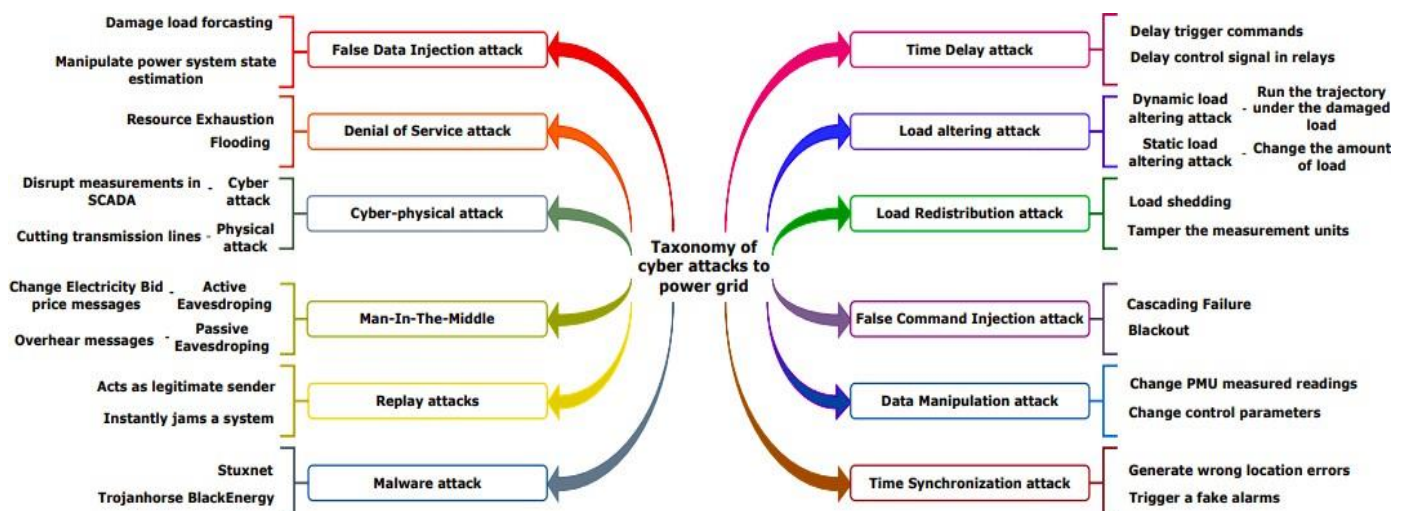 Damage load forcasting
Manipulate power system state
estimation
False Data Injection attack
Resource Exhaustion
Flooding
Denial of Service attack
Disrupt measurements in
SCADA
- Cyber
attack
Cutting transmission lines
- Physical
attack
Cyber-physical attack
Change Electricity Bid
price messages
- Active
Eavesdroping
Overhear messages
- Passive
Eavesdroping
Man-In-The-Middle
Acts as legitimate sender
Instantly jams a system
Replay attacks
Stuxnet
Trojanhorse BlackEnergy
Malware attack
Taxonomy of
cyber attacks to
power grid
Time Delay attack
Delay trigger commands
Delay control signal in relays
Load altering attack
Dynamic load
altering attack
- Run the trajectory
under the damaged
load
Static load
altering attack
- Change the amount
of load
Load Redistribution attack
Load shedding
Tamper the measurement units
False Command Injection attack
Cascading Failure
Blackout
Data Manipulation attack
Change PMU measured readings
Change control parameters
Time Synchronization attack
Generate wrong location errors
Trigger a fake alarms